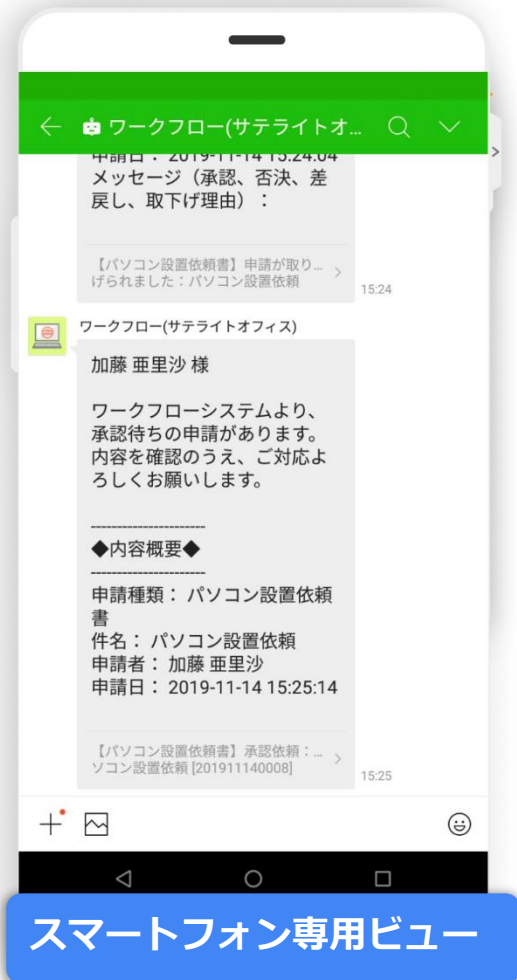 ワークフロー(サテライトオ...
申請日： 2019-11-14 15:24:04
メッセージ（承認、否決、差
戻し、取下げ理由）：
【パソコン設置依頼書】申請が取り...
げられました：パソコン設置依頼
15:24
ワークフロー(サテライトオフィス)
加藤 亜里沙 様
ワークフローシステムより、
承認待ちの申請があります。
内容を確認のうえ、ご対応よ
ろしくお願いします。
----------------------
◆内容概要◆
----------------------
申請種類： パソコン設置依頼
書
件名： パソコン設置依頼
申請者： 加藤 亜里沙
申請日： 2019-11-14 15:25:14
【パソコン設置依頼書】承認依頼：...
ソコン設置依頼 [201911140008]
15:25
スマートフォン専用ビュー